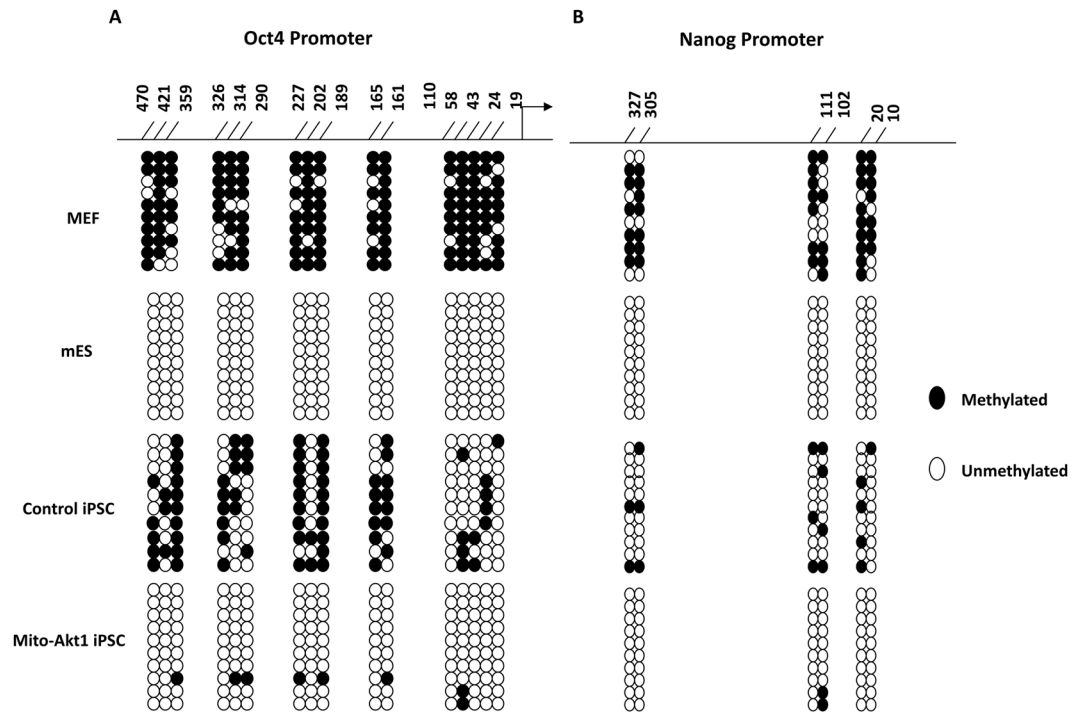 A
B
Oct4 Promoter
Nanog Promoter
470 421 359 326 314 290 227 202 189 165 161 110 58 43 24 19
327 305 111 102 20 10
MEF
mES
Methylated
Unmethylated
Control iPSC
Mito-Akt1 iPSC